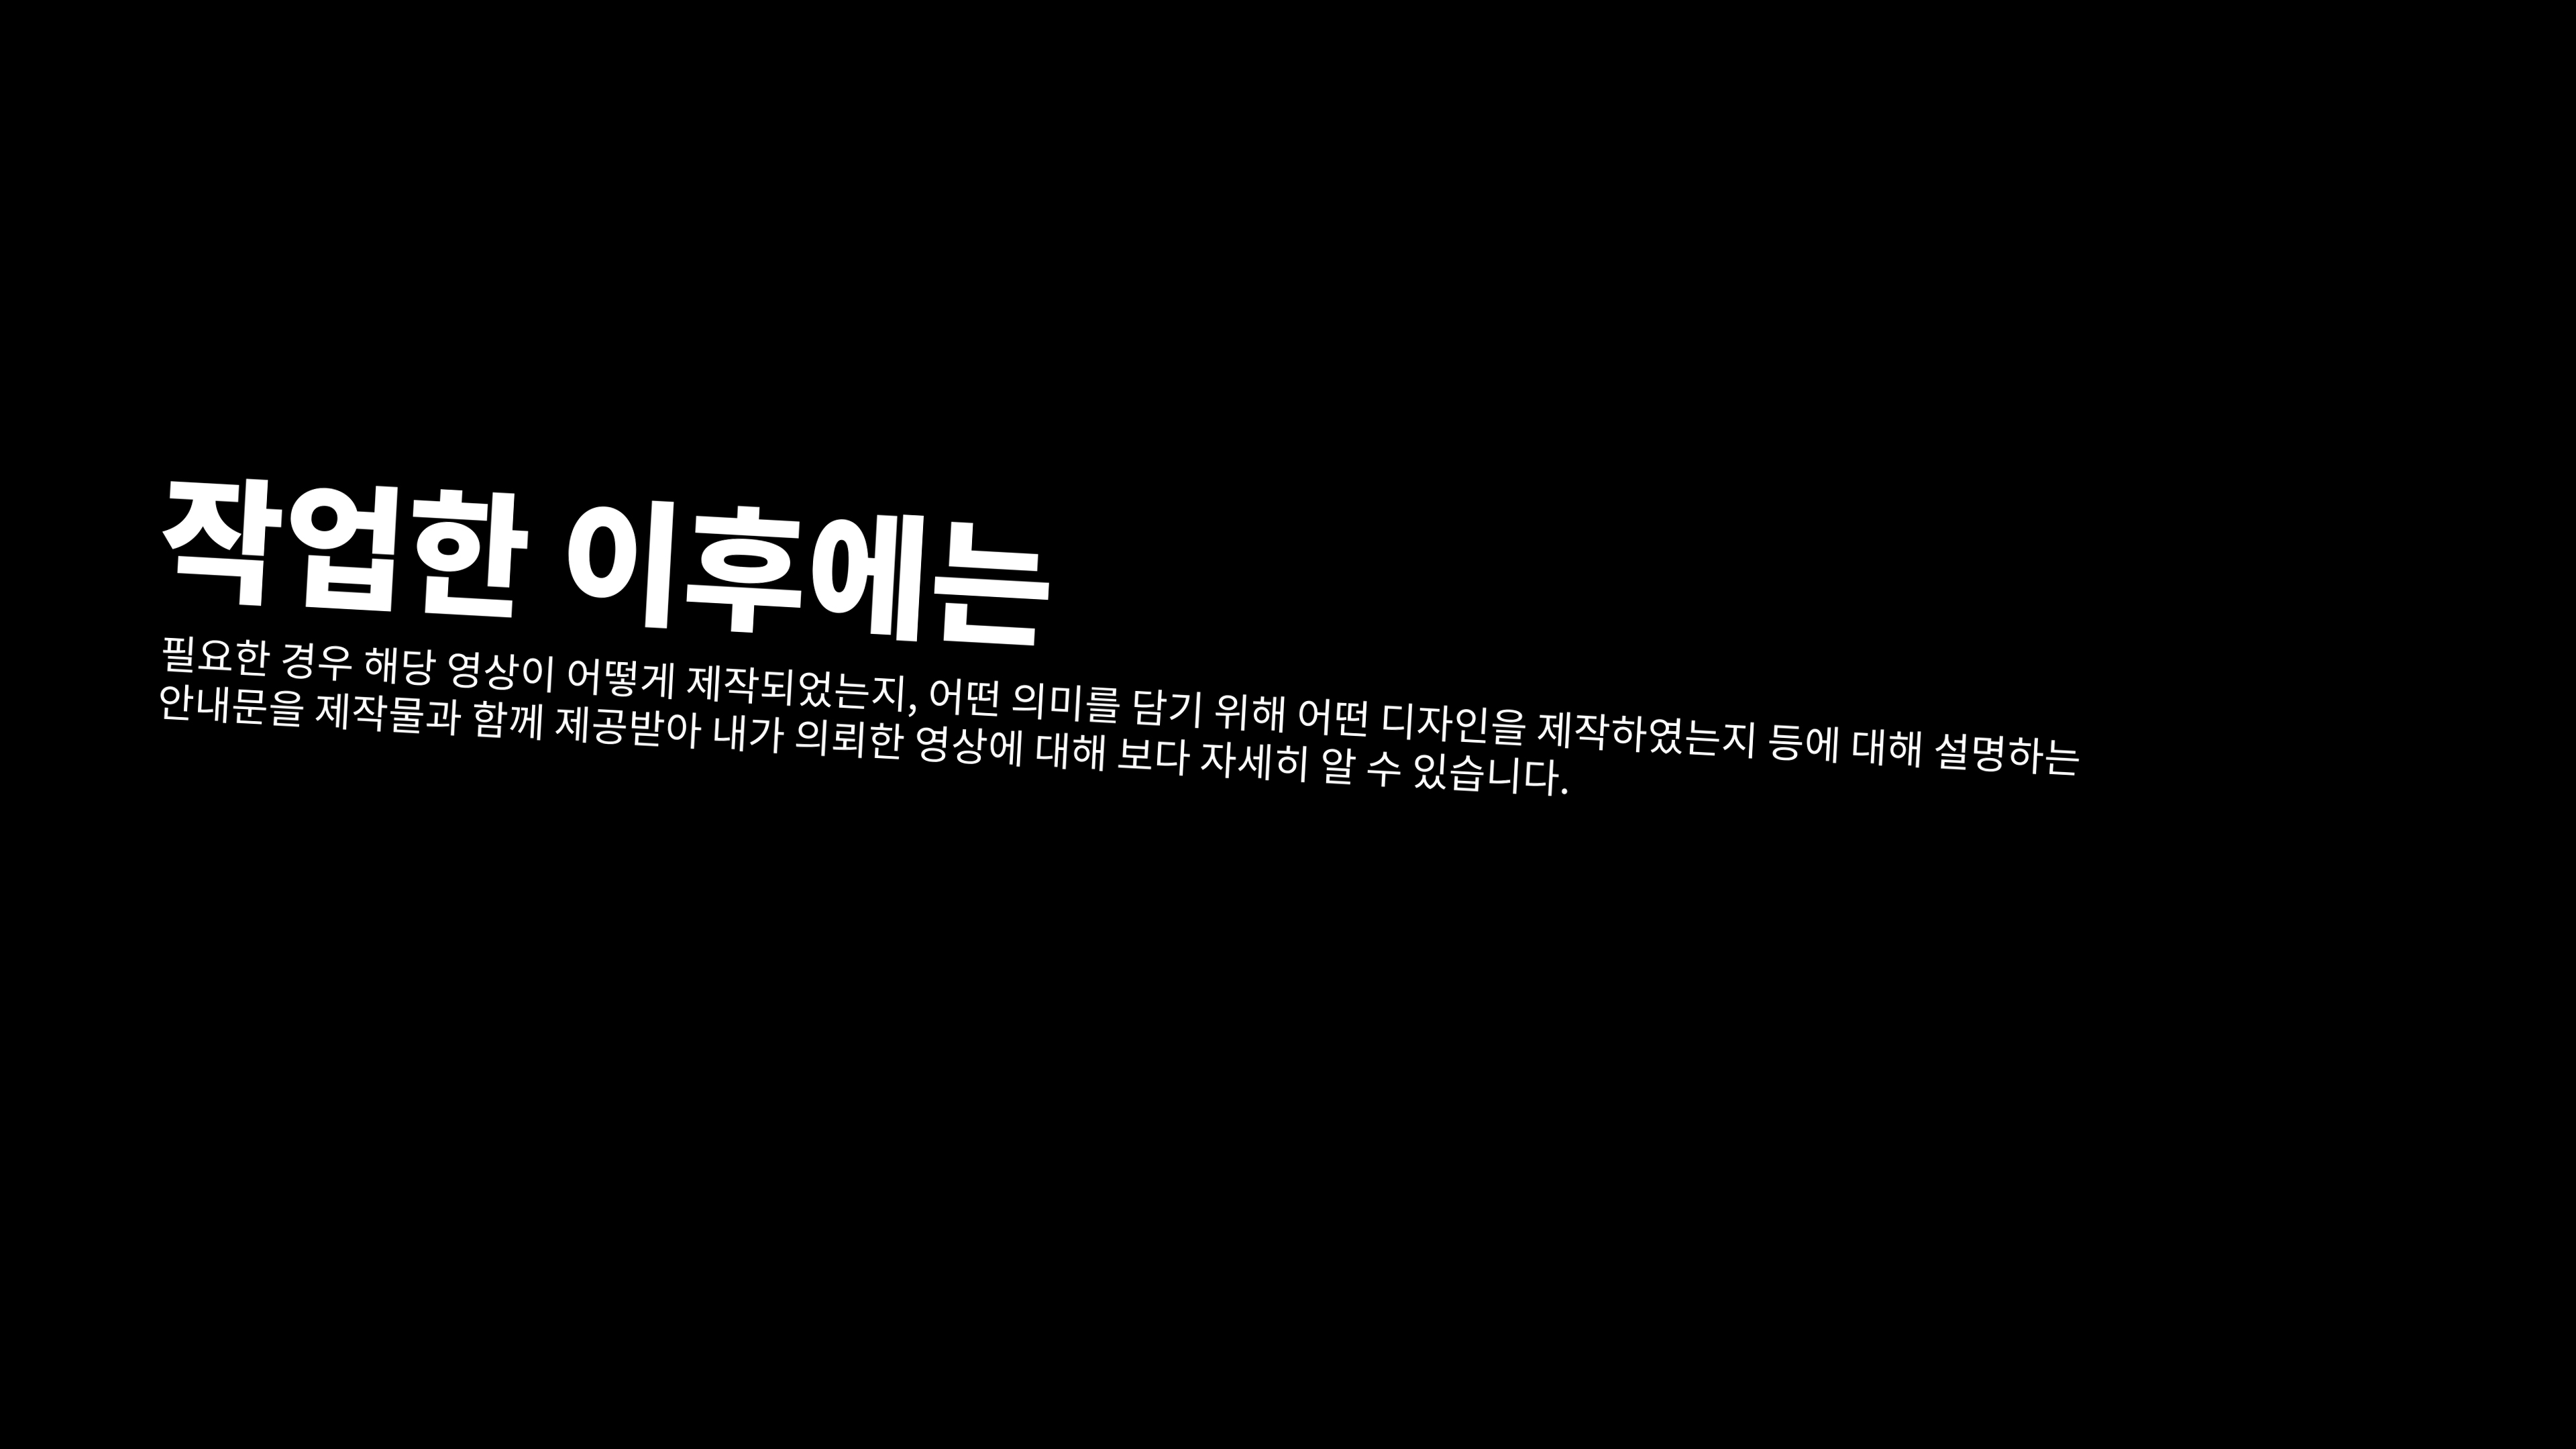 작업한 이후에는
필요한 경우 해당 영상이 어떻게 제작되었는지, 어떤 의미를 담기 위해 어떤 디자인을 제작하였는지 등에 대해 설명하는
안내문을 제작물과 함께 제공받아 내가 의뢰한 영상에 대해 보다 자세히 알 수 있습니다.